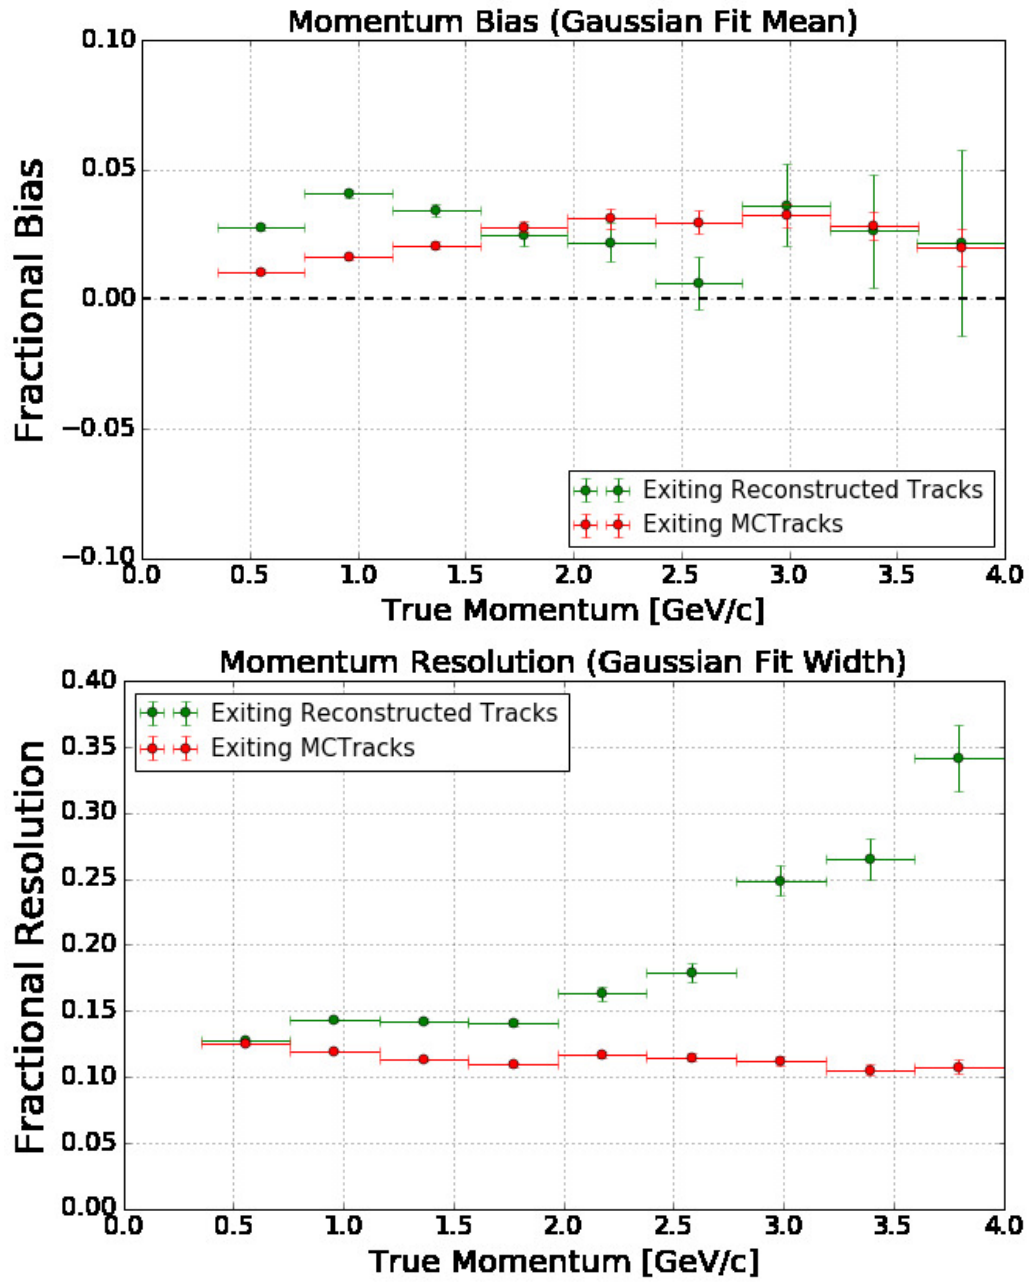 Momentum Bias (Gaussian Fit Mean)
0.10
0.05
0.00
−0.05
−0.10
Fractional Bias
Exiting Reconstructed Tracks
Exiting MCTracks
0.0 0.5 1.0 1.5 2.0 2.5 3.0 3.5 4.0
True Momentum [GeV/c]
Momentum Resolution (Gaussian Fit Width)
0.40
0.35
0.30
0.25
0.20
0.15
0.10
0.05
0.00
Fractional Resolution
Exiting Reconstructed Tracks
Exiting MCTracks
0.0 0.5 1.0 1.5 2.0 2.5 3.0 3.5 4.0
True Momentum [GeV/c]